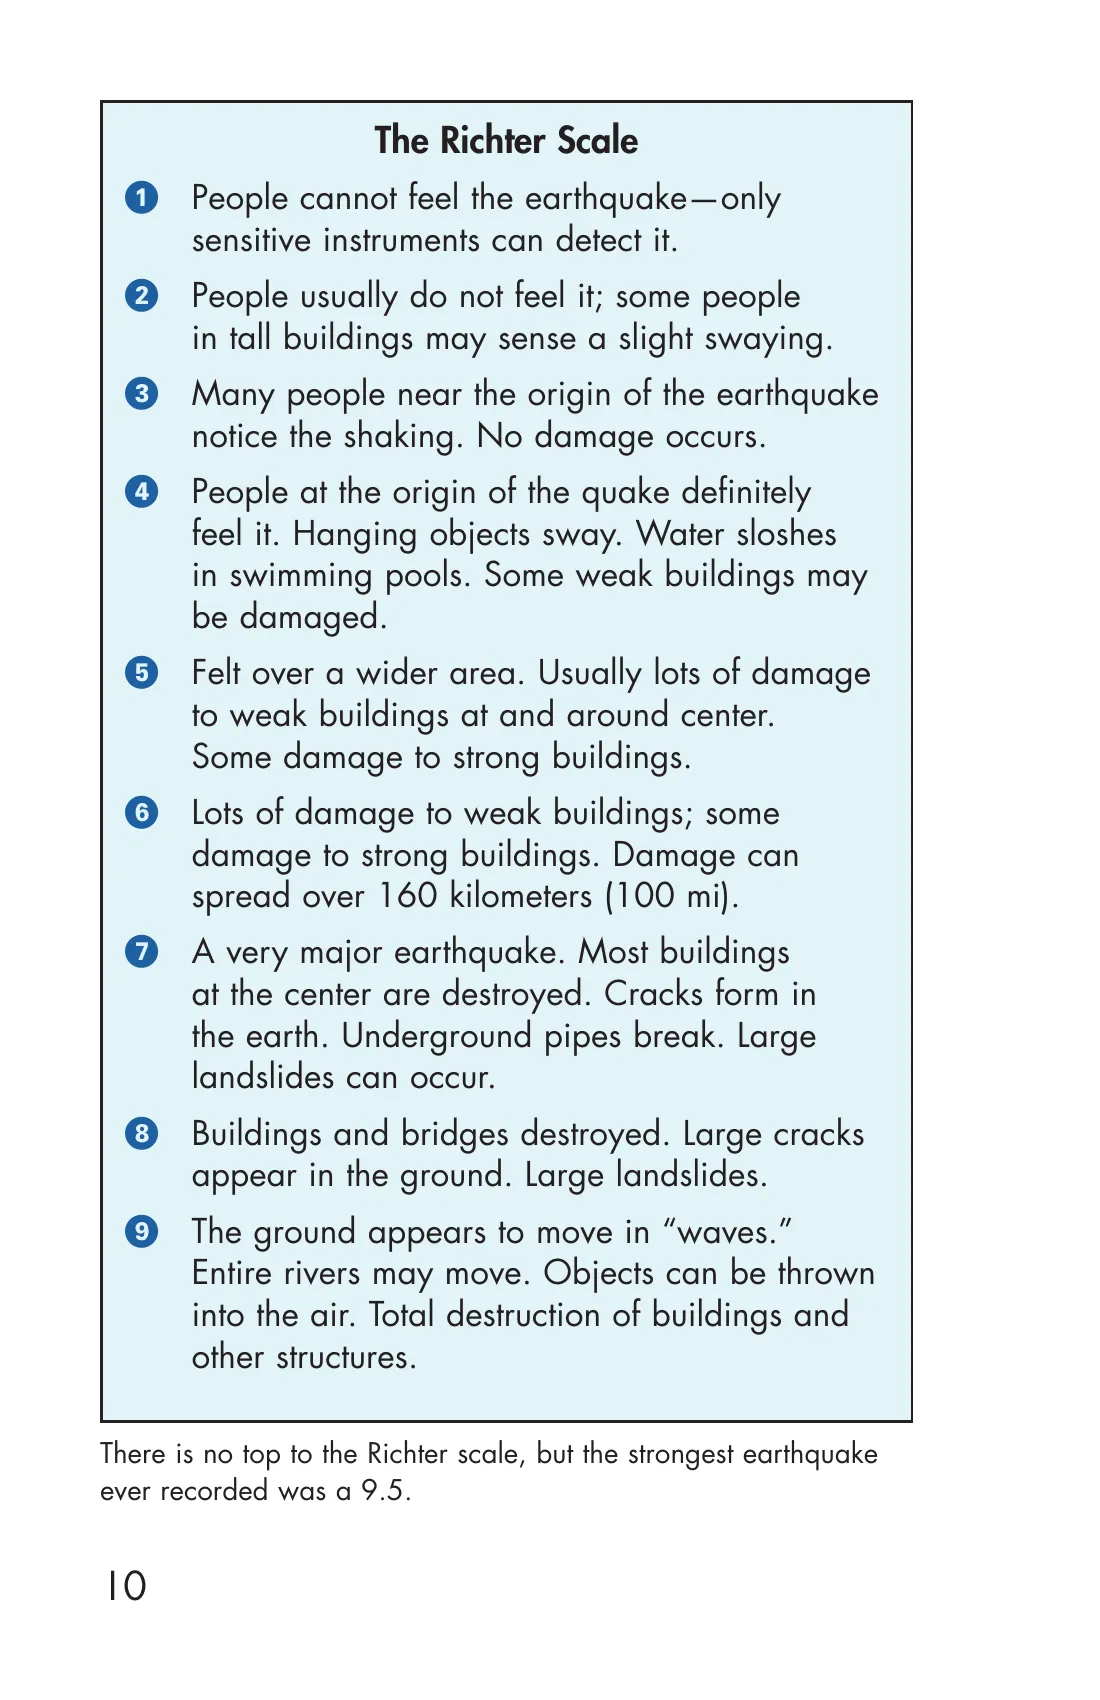 The Richter Scale
1 People cannot feel the earthquake—only
sensitive instruments can detect it.
2 People usually do not feel it; some people
in tall buildings may sense a slight swaying.
3 Many people near the origin of the earthquake
notice the shaking. No damage occurs.
4 People at the origin of the quake definitely
feel it. Hanging objects sway. Water sloshes
in swimming pools. Some weak buildings may
be damaged.
5 Felt over a wider area. Usually lots of damage
to weak buildings at and around center.
Some damage to strong buildings.
6 Lots of damage to weak buildings; some
damage to strong buildings. Damage can
spread over 160 kilometers (100 mi).
7 A very major earthquake. Most buildings
at the center are destroyed. Cracks form in
the earth. Underground pipes break. Large
landslides can occur.
8 Buildings and bridges destroyed. Large cracks
appear in the ground. Large landslides.
9 The ground appears to move in “waves.”
Entire rivers may move. Objects can be thrown
into the air. Total destruction of buildings and
other structures.
There is no top to the Richter scale, but the strongest earthquake
ever recorded was a 9.5.
10